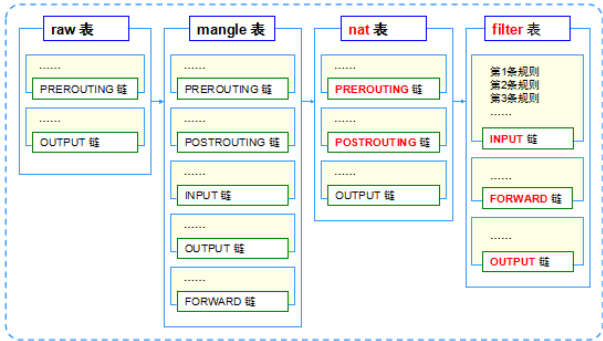 raw 表
……
PREROUTING 链
……
OUTPUT 链
mangle 表
……
PREROUTING 链
……
POSTROUTING 链
……
INPUT 链
……
OUTPUT 链
……
FORWARD 链
nat 表
……
PREROUTING 链
……
POSTROUTING 链
……
OUTPUT 链
filter 表
第1条规则
第2条规则
第3条规则
……
INPUT 链
……
FORWARD 链
……
OUTPUT 链